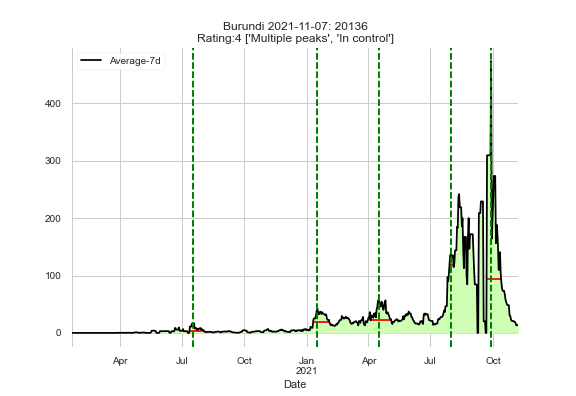 Burundi 2021-11-07: 20136
Rating:4 ['Multiple peaks', 'In control']
Average-7d
400
300
200
100
0
Apr Jul Oct Jan Apr Jul Oct
2021
Date